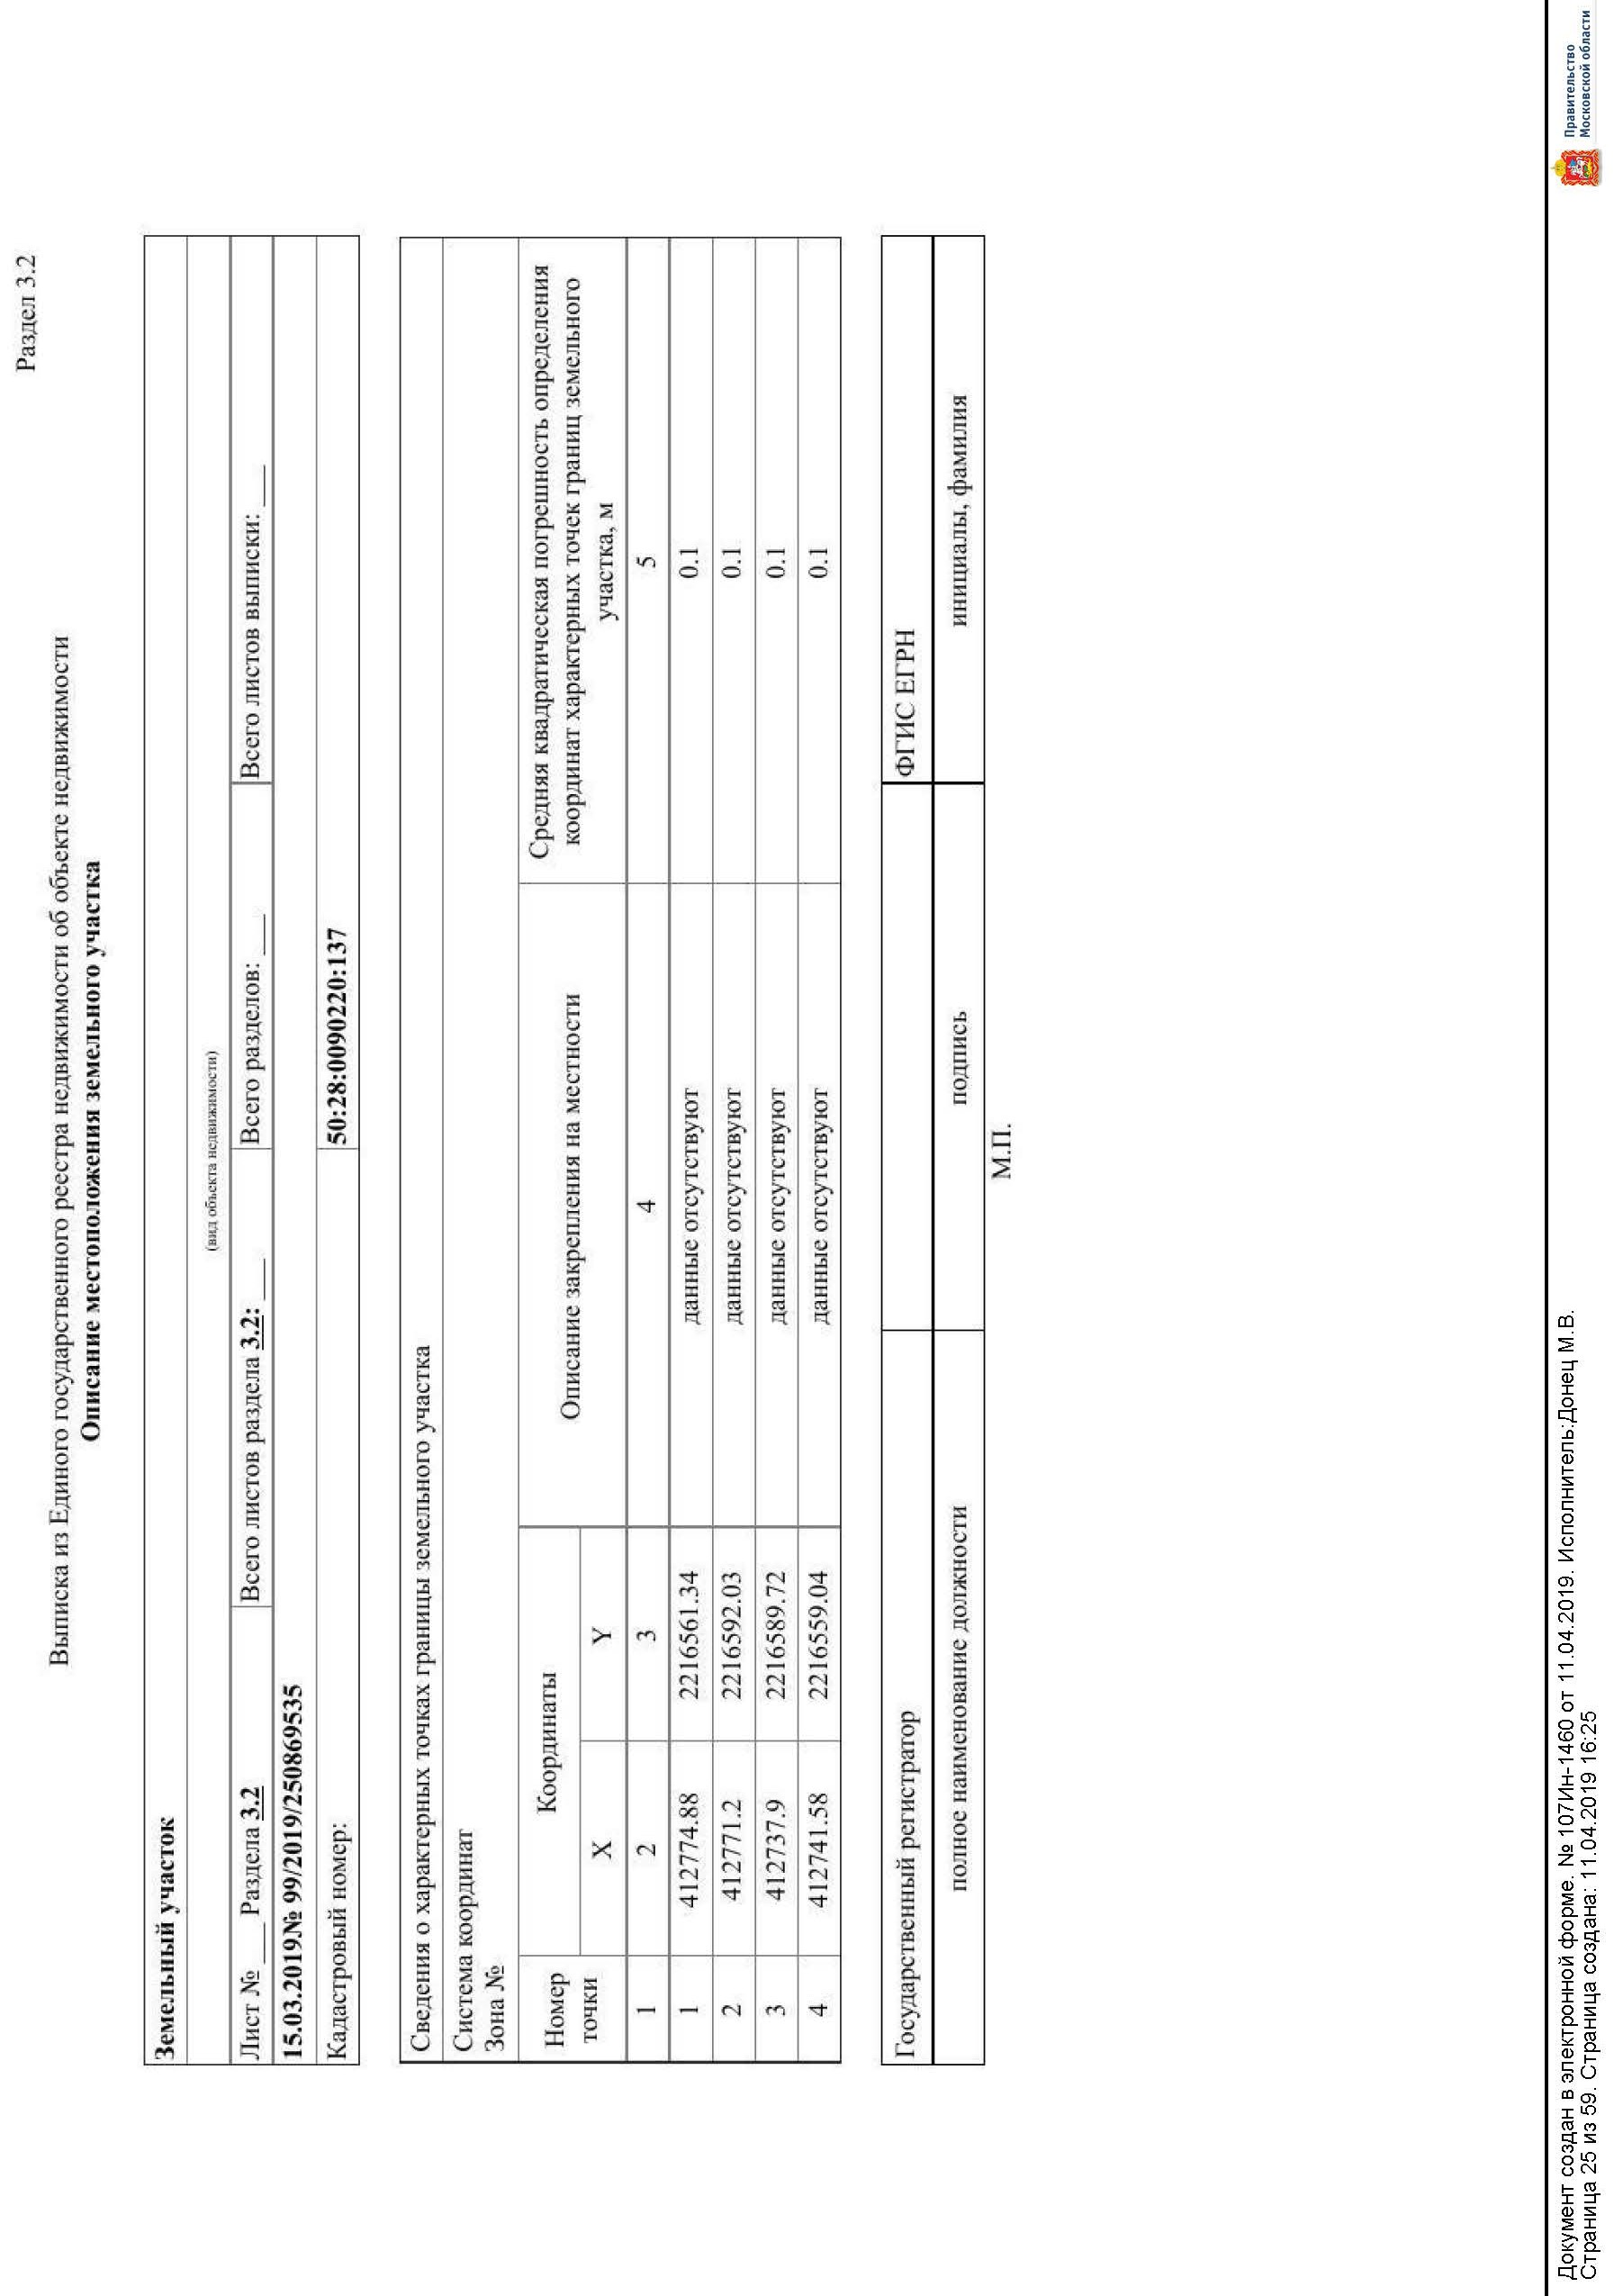 Раздел 3.2
Выписка из Единого государственного реестра недвижимости об объекте недвижимости
Описание местоположения земельного участка
Земельный участок
(вид объекта недвижимости)
Лист № ___ Раздела 3.2 Всего листов раздела 3.2: ___ Всего разделов: ___ Всего листов выписки: ___
15.03.2019№ 99/2019/250869535
Кадастровый номер: 50:28:0090220:137
Сведения о характерных точках границы земельного участка
Система координат
Зона №
Номер точки Координаты Описание закрепления на местности Средняя квадратическая погрешность определения координат характерных точек границ земельного участка, м
X Y
1 2 3 4 5
1 412774.88 2216561.34 данные отсутствуют 0.1
2 412771.2 2216592.03 данные отсутствуют 0.1
3 412737.9 2216589.72 данные отсутствуют 0.1
4 412741.58 2216559.04 данные отсутствуют 0.1
Государственный регистратор ФГИС ЕГРН
полное наименование должности подпись инициалы, фамилия
М.П.
Документ создан в электронной форме. № 107Ин-1460 от 11.04.2019. Исполнитель:Донец М.В.
Страница 25 из 59. Страница создана: 11.04.2019 16:25
Правительство
Московской области